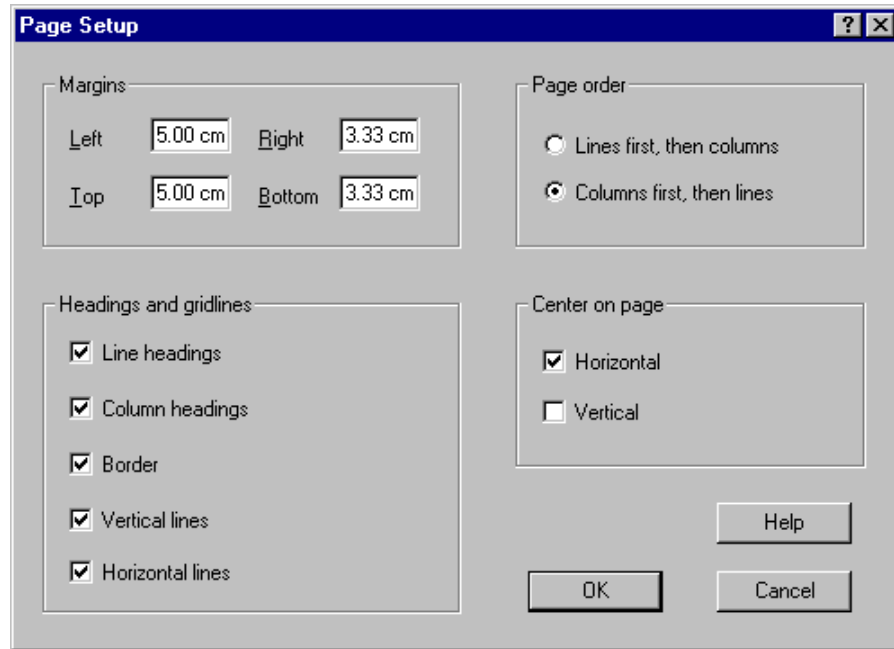 Page Setup
Margins
Left 5.00 cm Right 3.33 cm
Top 5.00 cm Bottom 3.33 cm
Page order
Lines first, then columns
Columns first, then lines
Headings and gridlines
Line headings
Column headings
Border
Vertical lines
Horizontal lines
Center on page
Horizontal
Vertical
Help
OK Cancel